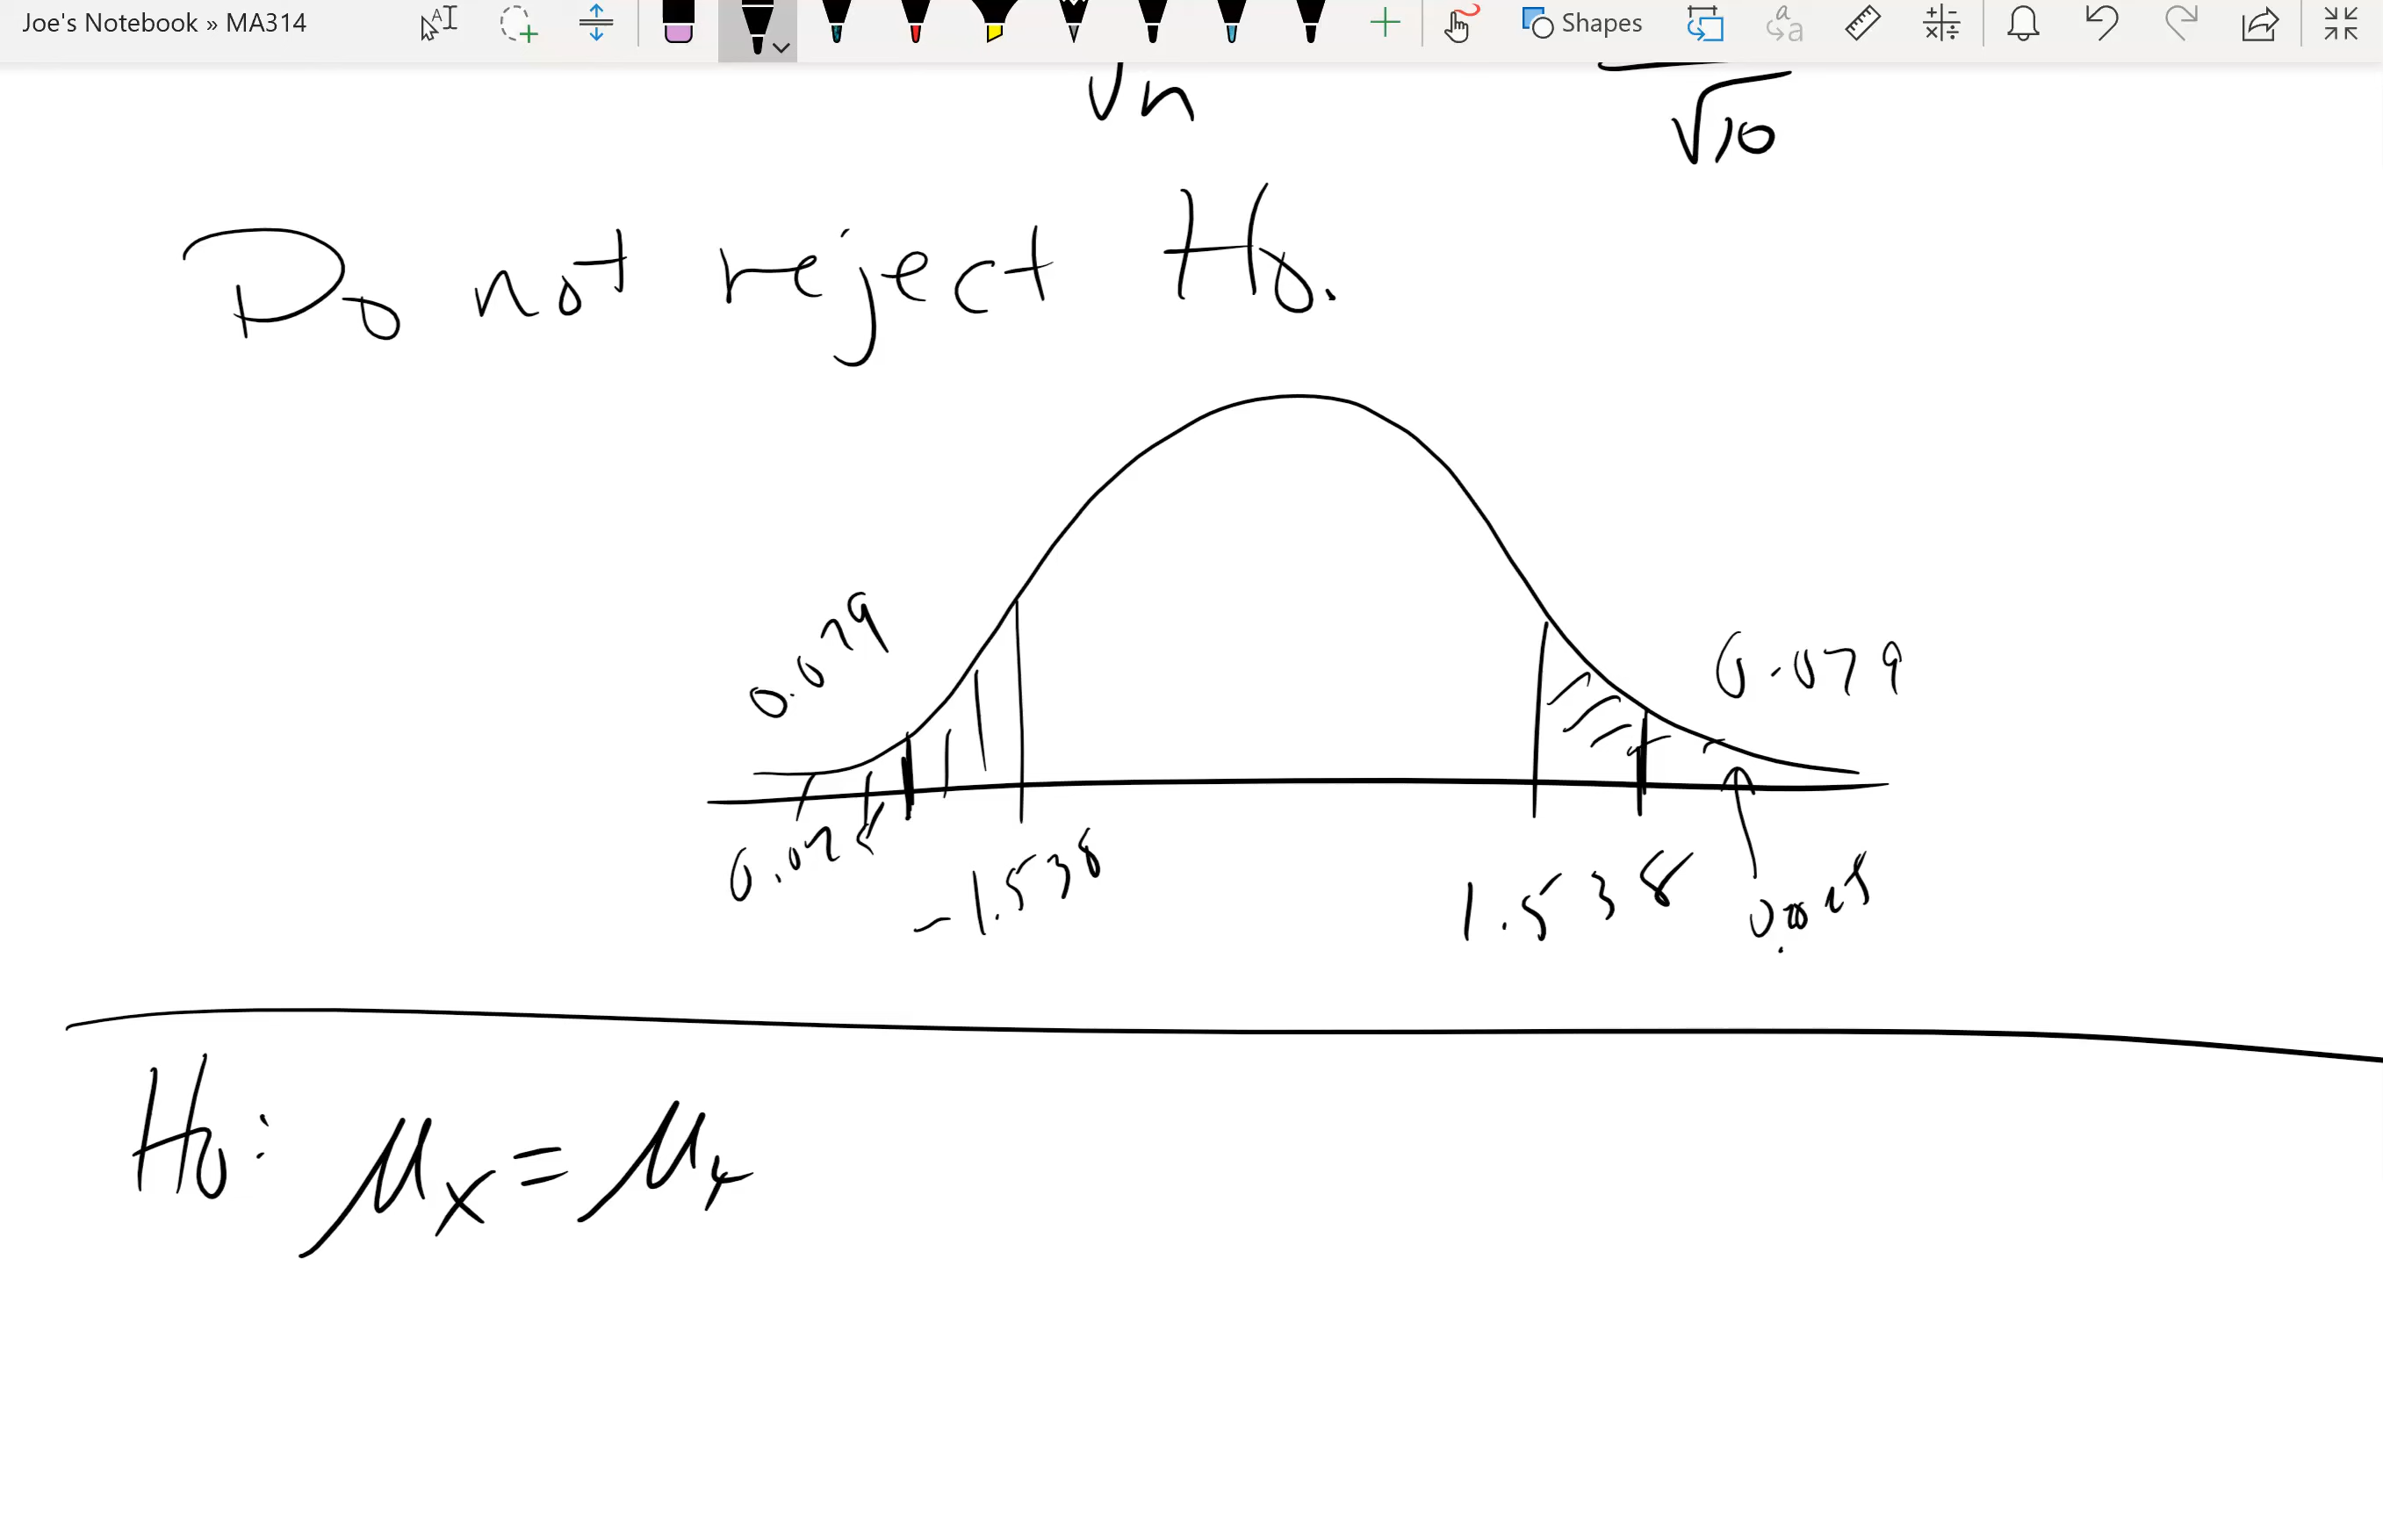 Joe's Notebook » MA314
Shapes
√n
√10
Do not reject H0.
0.079
0.079
0.025
-1.538
1.538
0.025
H0: μx = μy